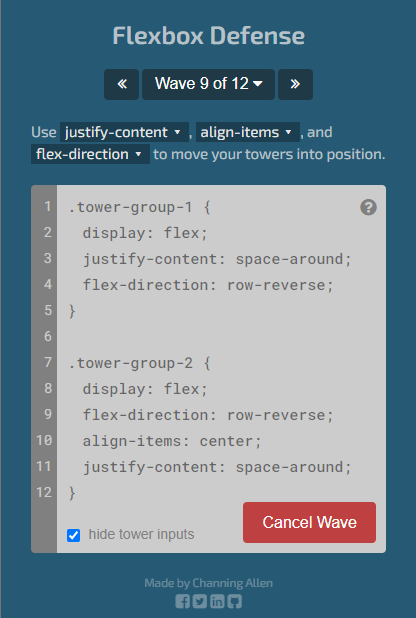 Flexbox Defense
« Wave 9 of 12 »
Use justify-content , align-items , and
flex-direction to move your towers into position.
1 .tower-group-1 { ?
2 display: flex;
3 justify-content: space-around;
4 flex-direction: row-reverse;
5 }
6
7 .tower-group-2 {
8 display: flex;
9 flex-direction: row-reverse;
10 align-items: center;
11 justify-content: space-around;
12 }
Cancel Wave
hide tower inputs
Made by Channing Allen